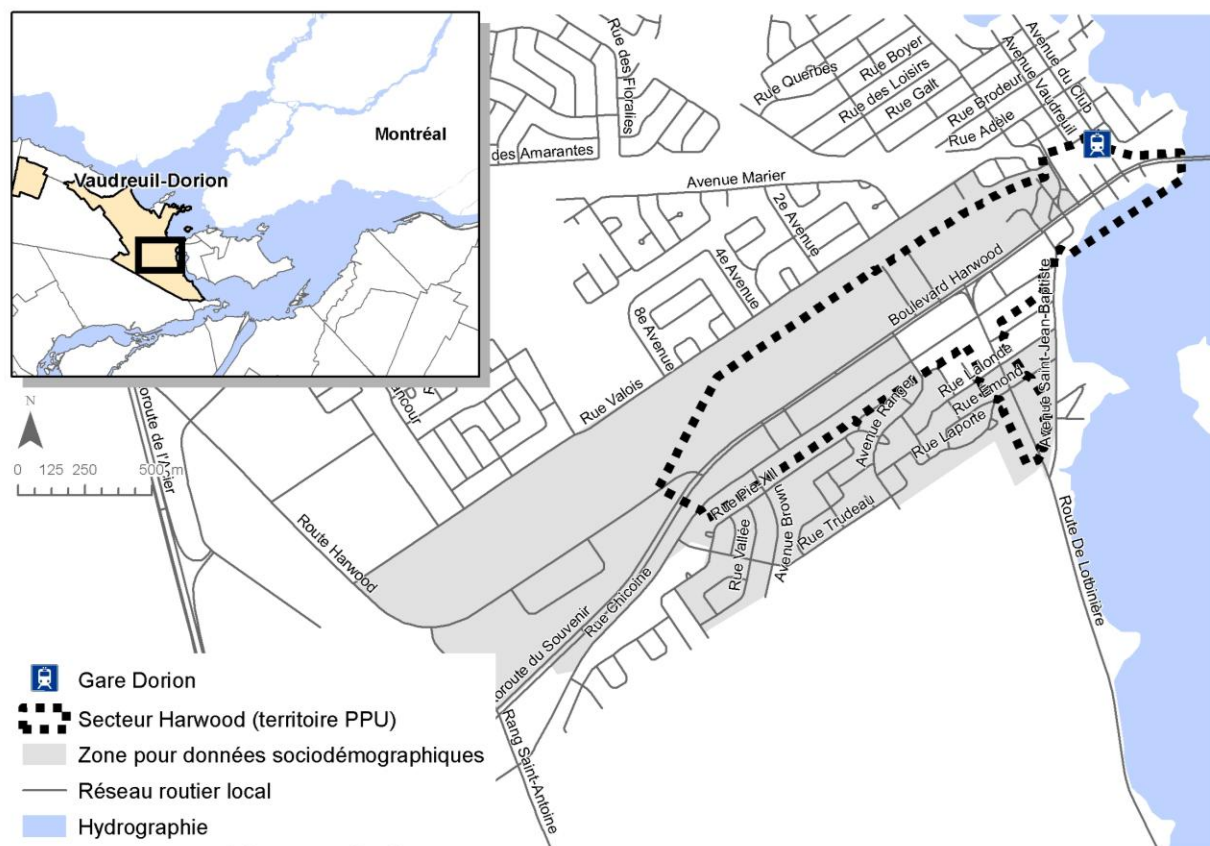 Montréal
Vaudreuil-Dorion
Rue des Floralies
des Amarantes
Rue Querbes
Rue Boyer
Rue des Loisirs
Rue Galt
Rue Brodeur
Rue Adèle
Avenue Vaudreuil
Avenue du Club
Avenue Marier
2e Avenue
4e Avenue
8e Avenue
Rue Valois
Boulevard Harwood
Avenue Saint-Jean-Baptiste
Rue Lalonde
Rue Émond
Rue Laporte
Avenue Ranger
Rue Pie-XII
Rue Vallée
Avenue Brown
Rue Trudeau
Route Harwood
Rue Chicoine
oroute du Souvenir
Rang Saint-Antoine
Route De Lotbinière
N
0 125 250 500 m
Gare Dorion
Secteur Harwood (territoire PPU)
Zone pour données sociodémographiques
Réseau routier local
Hydrographie